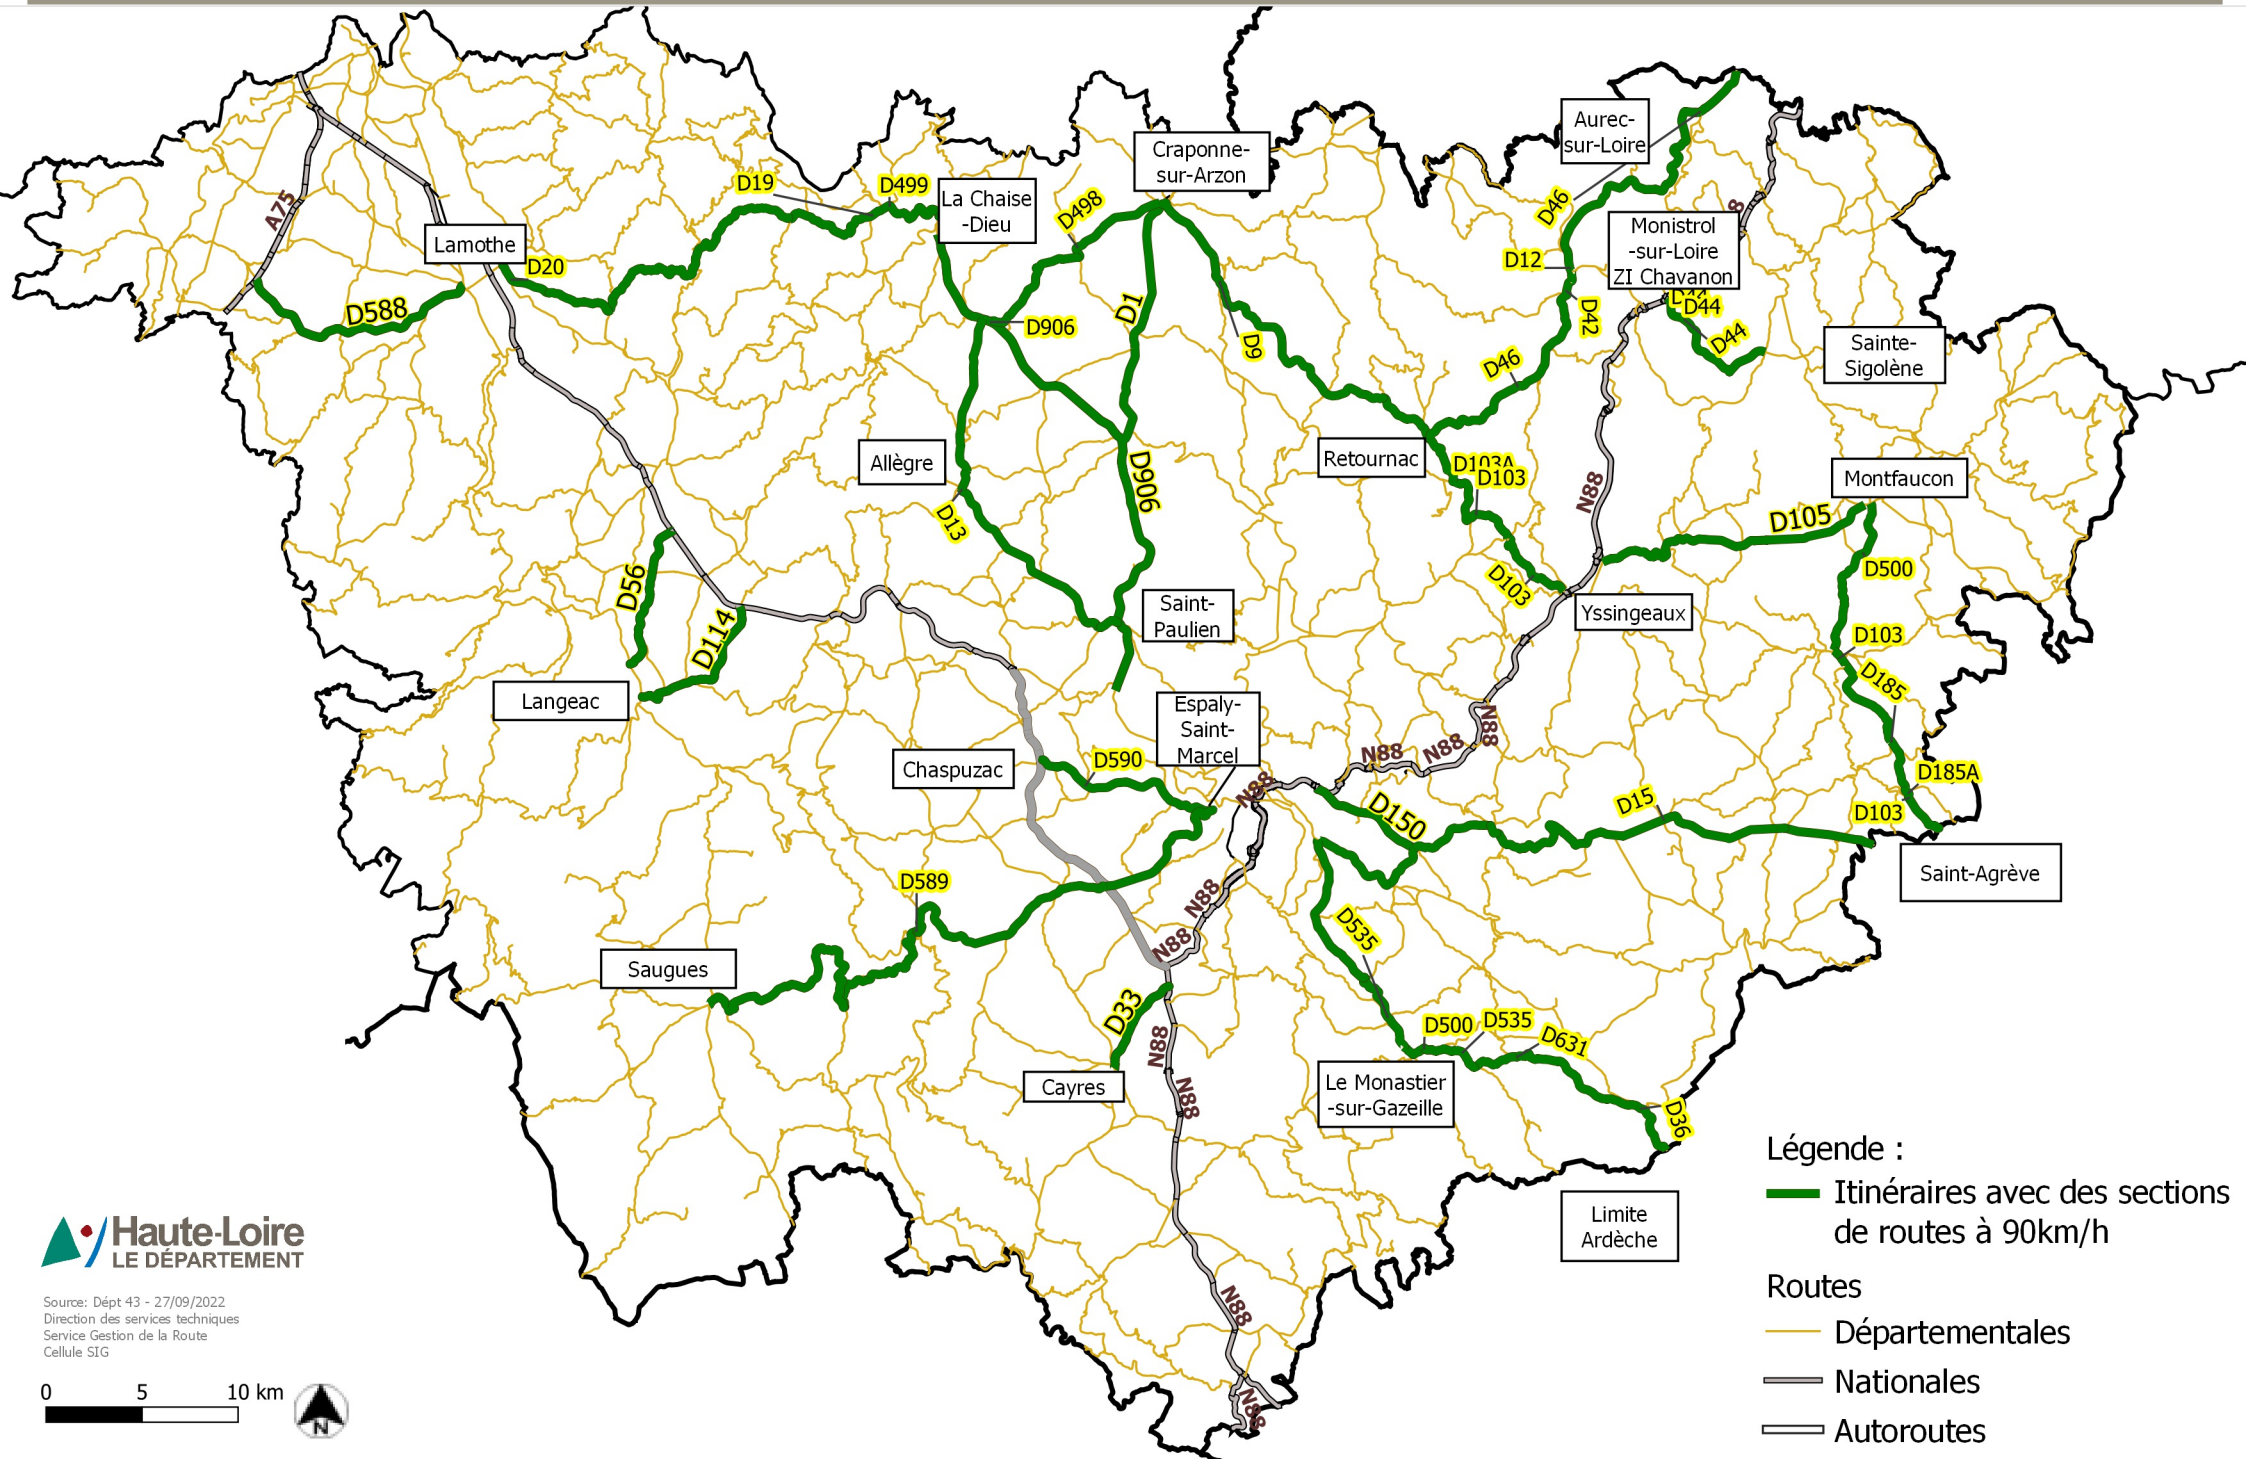 Aurec-
sur-Loire
Craponne-
sur-Arzon
D19
D499
La Chaise
-Dieu
D498
D46
A75
Lamothe
D20
Monistrol
-sur-Loire
ZI Chavanon
8
D12
D588
D906
D1
D9
D42
D44
D44
D44
Sainte-
Sigolène
D46
Allègre
Retournac
D103A
D103
Montfaucon
D906
N88
D13
D105
D56
D500
D103
D114
Saint-
Paulien
Yssingeaux
D103
Langeac
D185
Espaly-
Saint-
Marcel
N88
N88
N88
Chaspuzac
D590
N88
D185A
D15
D150
D103
D589
N88
Saint-Agrève
D535
N88
Saugues
D33
N88
D500
D535
D631
Cayres
N88
Le Monastier
-sur-Gazeille
D36
Limite
Ardèche
N88
N88
Légende :
Itinéraires avec des sections
de routes à 90km/h
Routes
Départementales
Nationales
Autoroutes
Haute-Loire
LE DÉPARTEMENT
Source: Dépt 43 - 27/09/2022
Direction des services techniques
Service Gestion de la Route
Cellule SIG
0 5 10 km
N